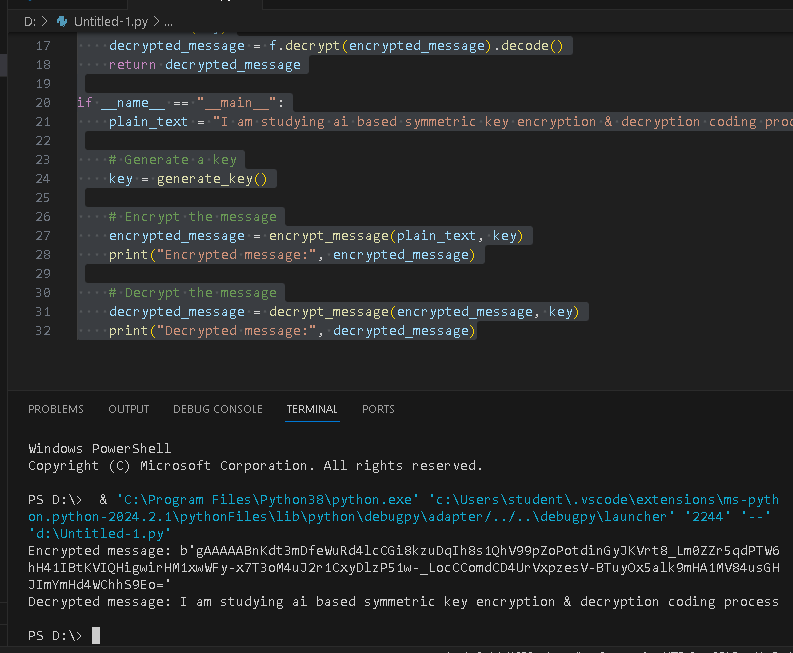 D: > Untitled-1.py > ...
17 decrypted_message = f.decrypt(encrypted_message).decode()
18 return decrypted_message
19
20 if __name__ == "__main__":
21 plain_text = "I am studying ai based symmetric key encryption & decryption coding proc
22
23 # Generate a key
24 key = generate_key()
25
26 # Encrypt the message
27 encrypted_message = encrypt_message(plain_text, key)
28 print("Encrypted message:", encrypted_message)
29
30 # Decrypt the message
31 decrypted_message = decrypt_message(encrypted_message, key)
32 print("Decrypted message:", decrypted_message)
PROBLEMS OUTPUT DEBUG CONSOLE TERMINAL PORTS
Windows PowerShell
Copyright (C) Microsoft Corporation. All rights reserved.
PS D:\> & 'C:\Program Files\Python38\python.exe' 'c:\Users\student\.vscode\extensions\ms-pyth
on.python-2024.2.1\pythonFiles\lib\python\debugpy\adapter/../..\debugpy\launcher' '2244' '--'
'd:\Untitled-1.py'
Encrypted message: b'gAAAAABnKdt3mDfeWuRd4lcCGi8kzuDqIh8s1QhV99pZoPotdinGyJKVrt8_Lm0ZZr5qdPTW6
hH41IBtKVIQHigwirHM1xwWFy-x7T3oM4uJ2r1CxyDlzP51w-_LocCComdCD4UrVxpzesV-BTuyOx5alk9mHA1MV84usGH
JImYmHd4WChhS9Eo='
Decrypted message: I am studying ai based symmetric key encryption & decryption coding process
PS D:\>